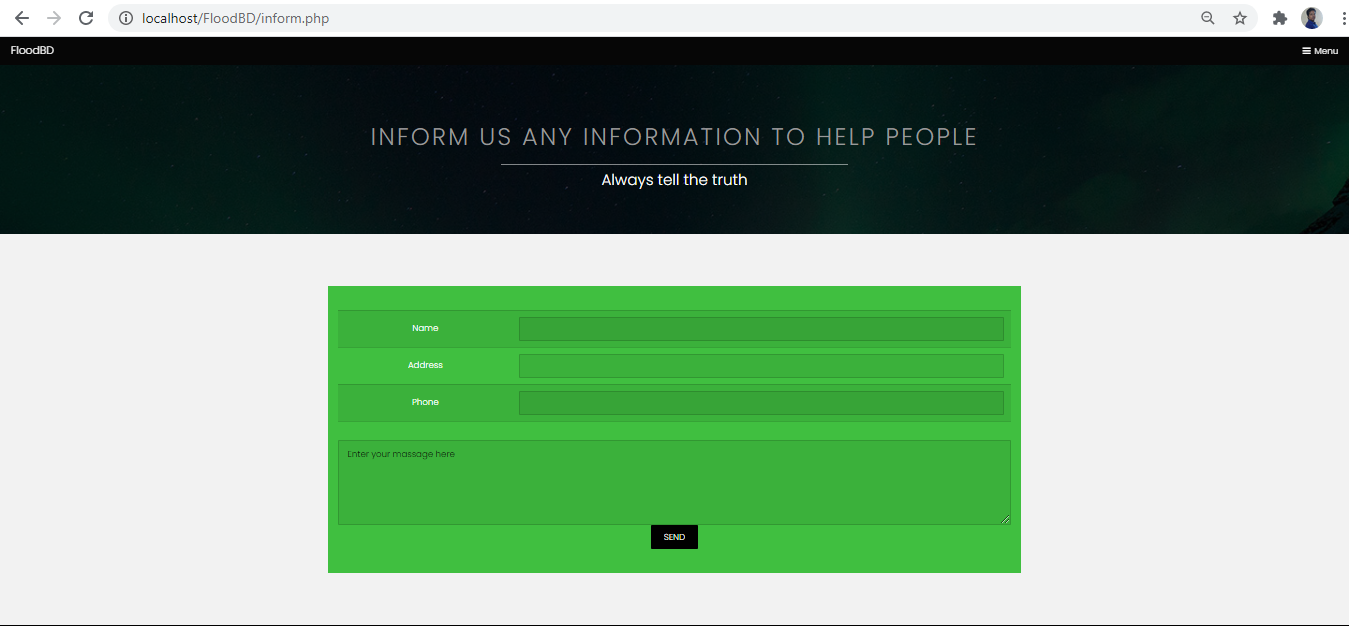 localhost/FloodBD/inform.php
FloodBD
Menu
INFORM US ANY INFORMATION TO HELP PEOPLE
Always tell the truth
Name
Address
Phone
Enter your massage here
SEND